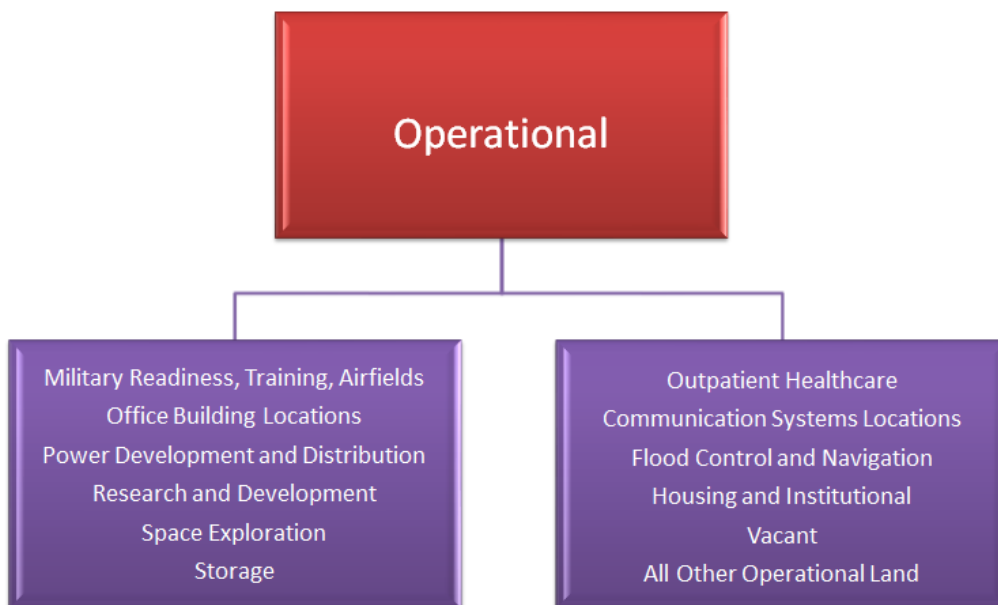 Operational
Military Readiness, Training, Airfields
Office Building Locations
Power Development and Distribution
Research and Development
Space Exploration
Storage
Outpatient Healthcare
Communication Systems Locations
Flood Control and Navigation
Housing and Institutional
Vacant
All Other Operational Land